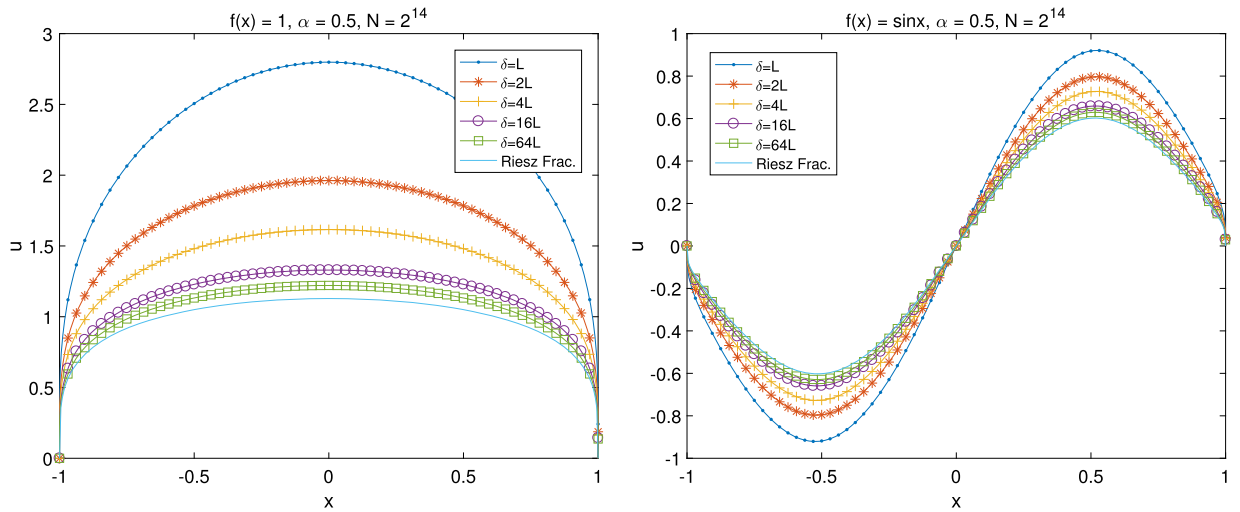 f(x) = 1, α = 0.5, N = 2^14
3
2.5
2
1.5
1
0.5
0
u
-1
-0.5
0
0.5
1
x
δ=L
δ=2L
δ=4L
δ=16L
δ=64L
Riesz Frac.
f(x) = sinx, α = 0.5, N = 2^14
1
0.8
0.6
0.4
0.2
0
-0.2
-0.4
-0.6
-0.8
-1
u
-1
-0.5
0
0.5
1
x
δ=L
δ=2L
δ=4L
δ=16L
δ=64L
Riesz Frac.